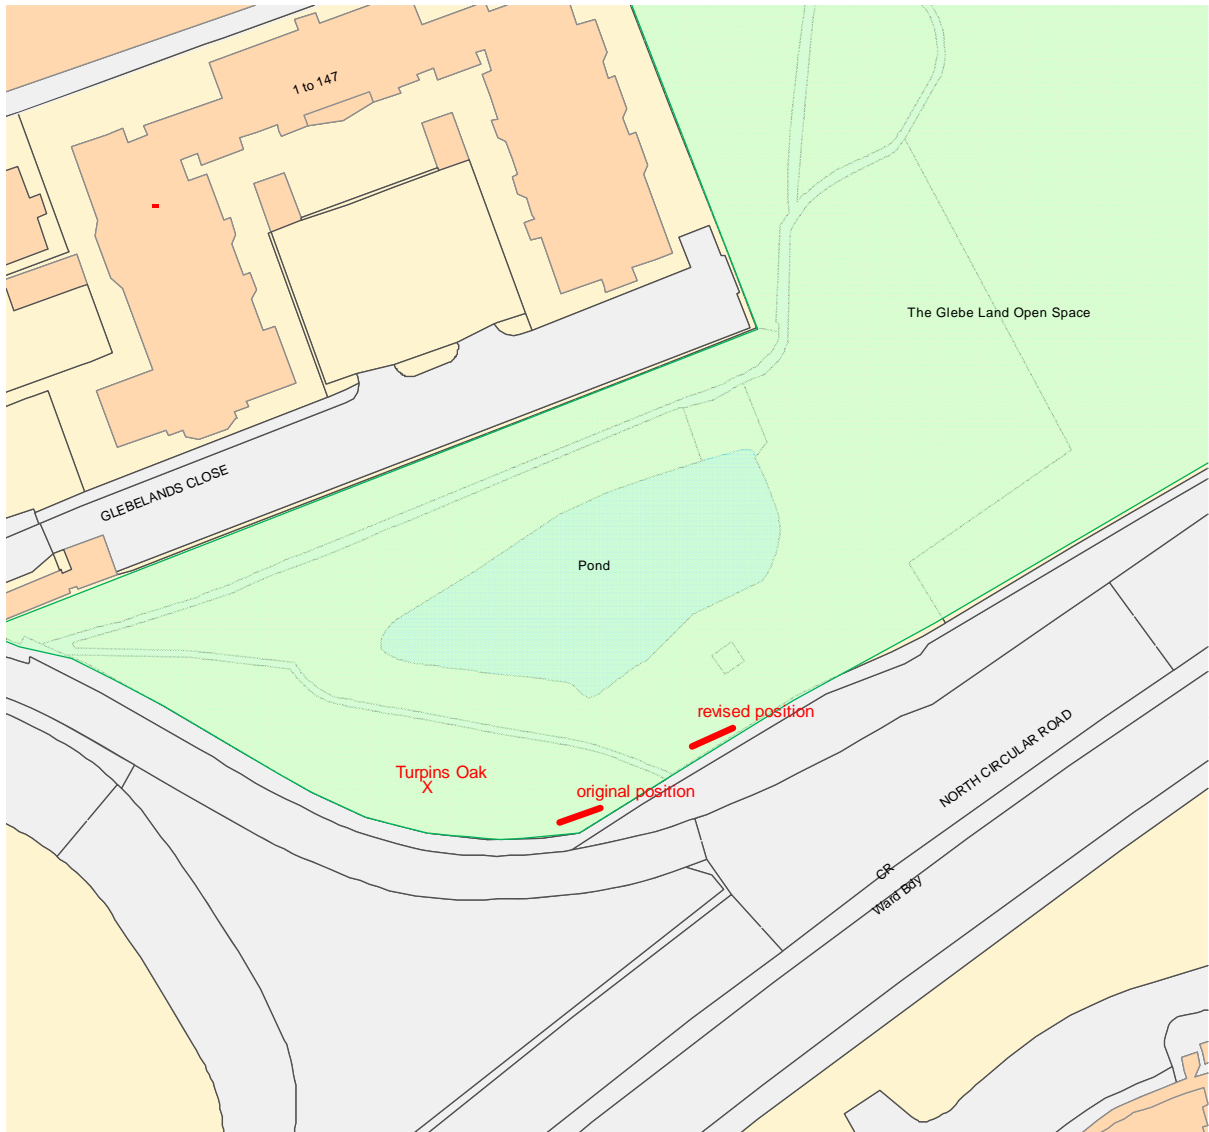 1 to 147
The Glebe Land Open Space
GLEBELANDS CLOSE
Pond
revised position
NORTH CIRCULAR ROAD
Turpins Oak
X
original position
CR
Ward Bdy